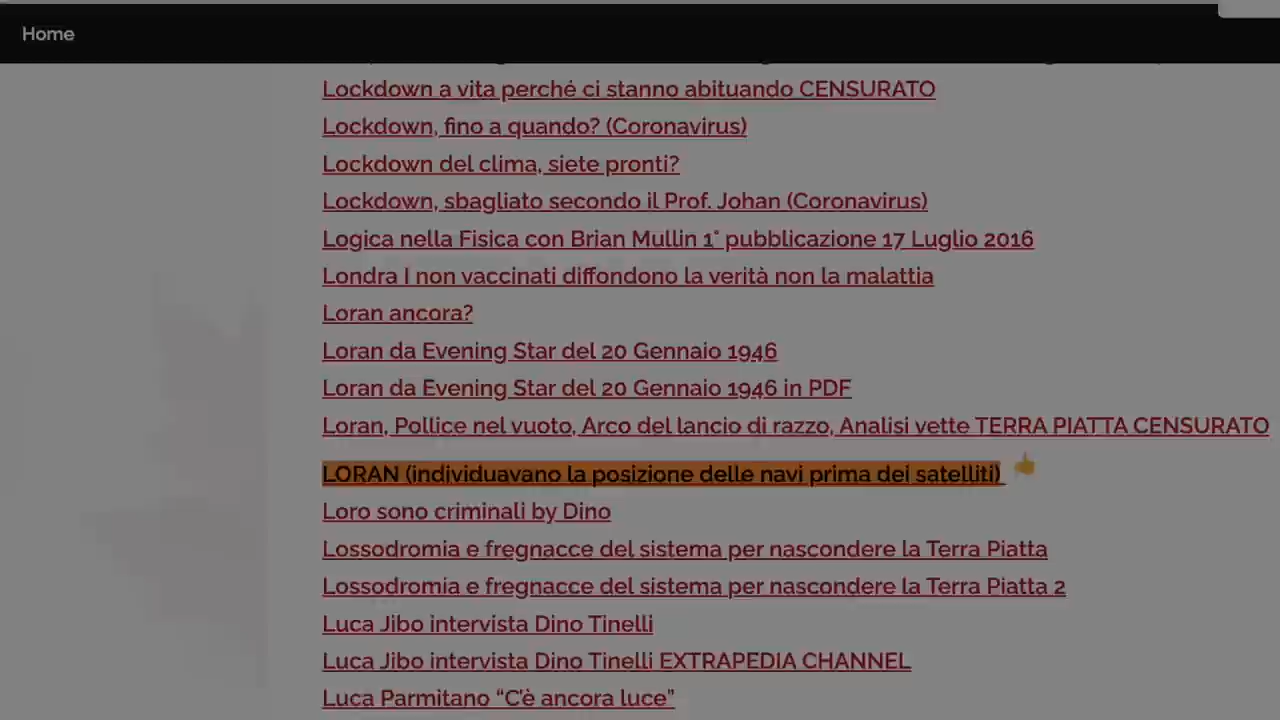 Home
Lockdown a vita perché ci stanno abituando CENSURATO
Lockdown, fino a quando? (Coronavirus)
Lockdown del clima, siete pronti?
Lockdown, sbagliato secondo il Prof. Johan (Coronavirus)
Logica nella Fisica con Brian Mullin 1° pubblicazione 17 Luglio 2016
Londra I non vaccinati diffondono la verità non la malattia
Loran ancora?
Loran da Evening Star del 20 Gennaio 1946
Loran da Evening Star del 20 Gennaio 1946 in PDF
Loran, Pollice nel vuoto, Arco del lancio di razzo, Analisi vette TERRA PIATTA CENSURATO
LORAN (individuavano la posizione delle navi prima dei satelliti)
Loro sono criminali by Dino
Lossodromia e fregnacce del sistema per nascondere la Terra Piatta
Lossodromia e fregnacce del sistema per nascondere la Terra Piatta 2
Luca Jibo intervista Dino Tinelli
Luca Jibo intervista Dino Tinelli EXTRAPEDIA CHANNEL
Luca Parmitano “C’è ancora luce”